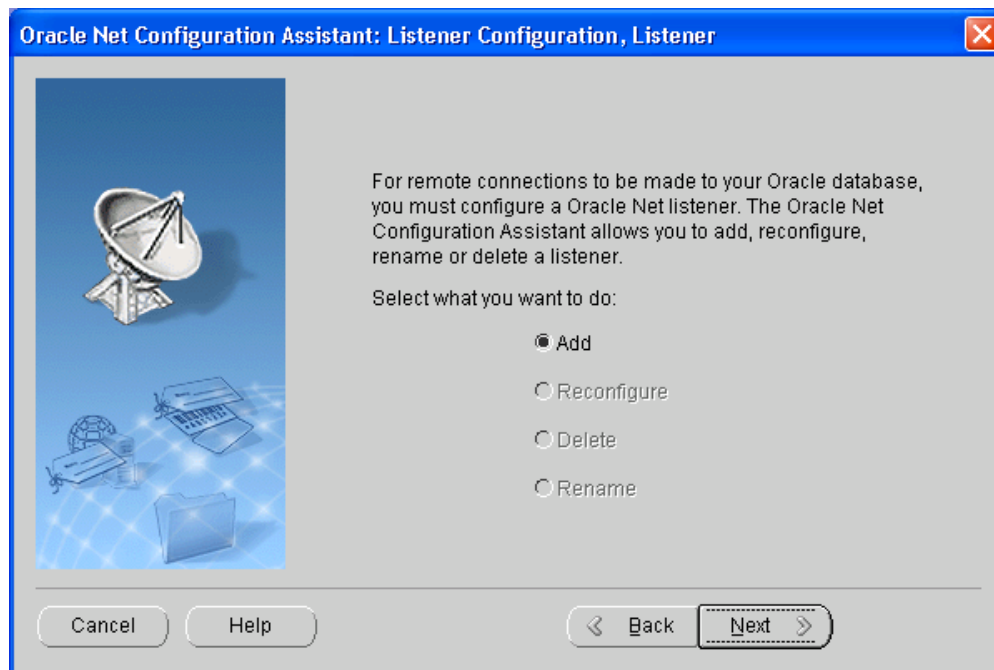 Oracle Net Configuration Assistant: Listener Configuration, Listener
For remote connections to be made to your Oracle database,
you must configure a Oracle Net listener. The Oracle Net
Configuration Assistant allows you to add, reconfigure,
rename or delete a listener.
Select what you want to do:
Add
Reconfigure
Delete
Rename
Cancel
Help
Back
Next